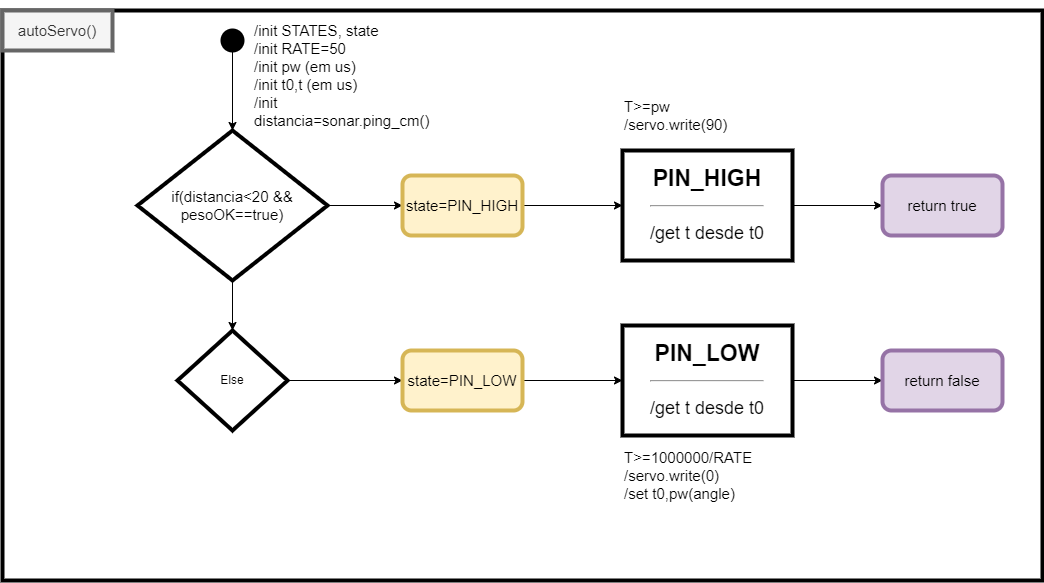 autoServo()
/init STATES, state
/init RATE=50
/init pw (em us)
/init t0,t (em us)
/init
distancia=sonar.ping_cm()
if(distancia<20 &&
pesoOK==true)
state=PIN_HIGH
T>=pw
/servo.write(90)
PIN_HIGH
/get t desde t0
return true
Else
state=PIN_LOW
PIN_LOW
/get t desde t0
T>=1000000/RATE
/servo.write(0)
/set t0,pw(angle)
return false